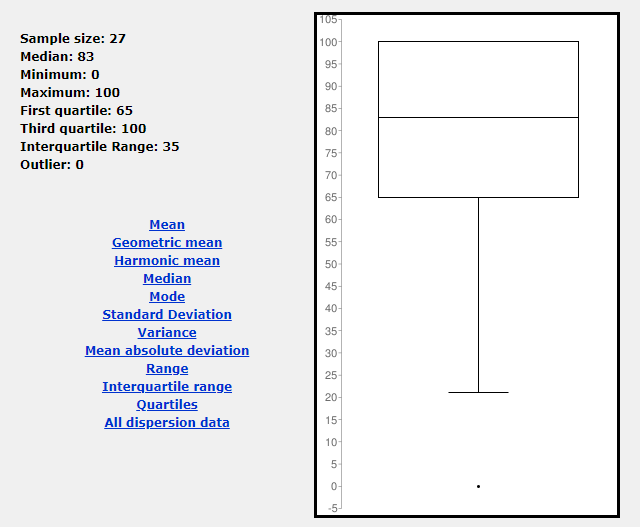 Sample size: 27
Median: 83
Minimum: 0
Maximum: 100
First quartile: 65
Third quartile: 100
Interquartile Range: 35
Outlier: 0
Mean
Geometric mean
Harmonic mean
Median
Mode
Standard Deviation
Variance
Mean absolute deviation
Range
Interquartile range
Quartiles
All dispersion data
105
100
95
90
85
80
75
70
65
60
55
50
45
40
35
30
25
20
15
10
5
0
-5